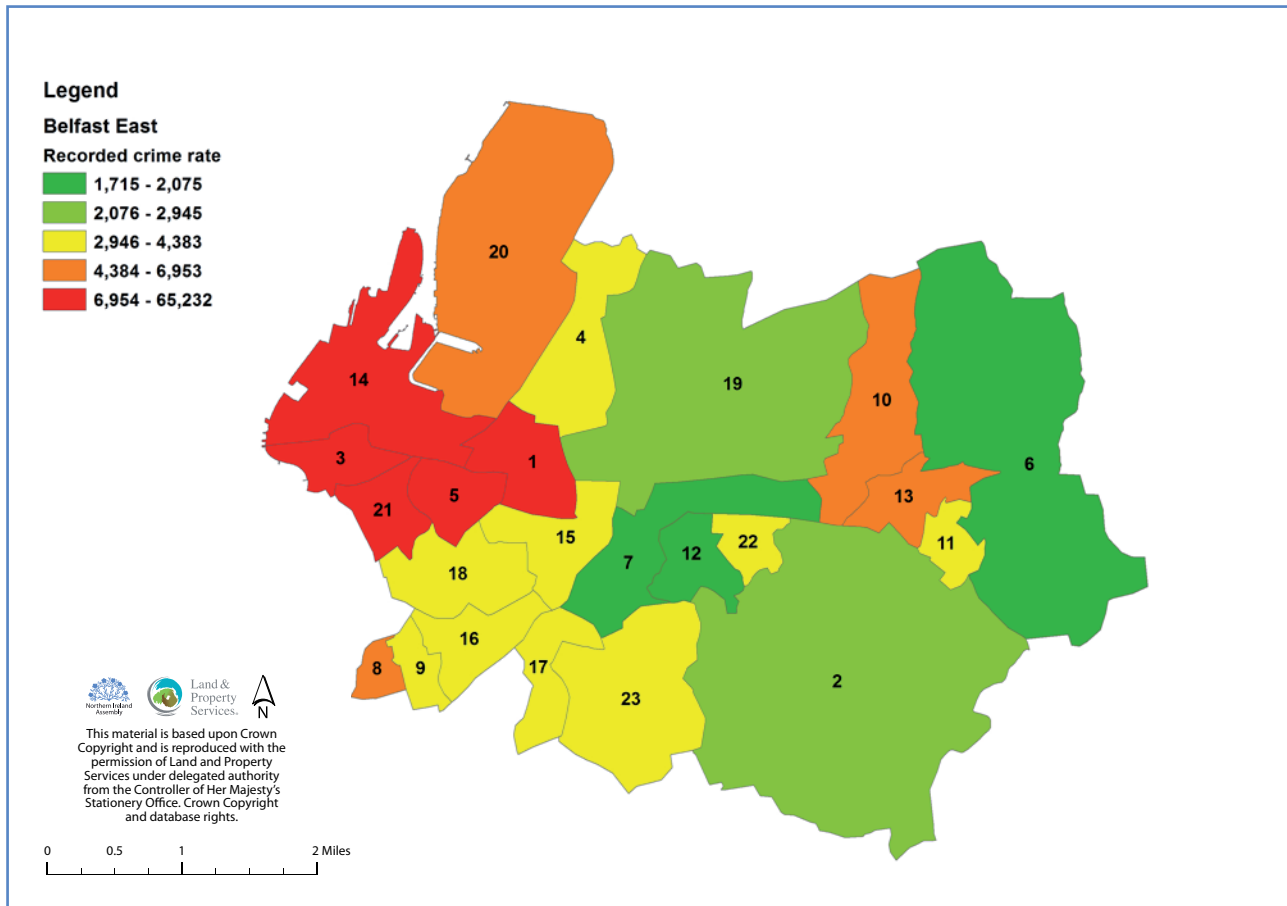 Legend
Belfast East
Recorded crime rate
1,715 - 2,075
2,076 - 2,945
2,946 - 4,383
4,384 - 6,953
6,954 - 65,232
20
4
14
19
10
3
1
6
5
13
21
15
22
11
7
12
18
16
8
9
17
2
23
Northern Ireland
Assembly
Land &
Property
Services.
N
This material is based upon Crown
Copyright and is reproduced with the
permission of Land and Property
Services under delegated authority
from the Controller of Her Majesty's
Stationery Office. Crown Copyright
and database rights.
0 0.5 1 2 Miles